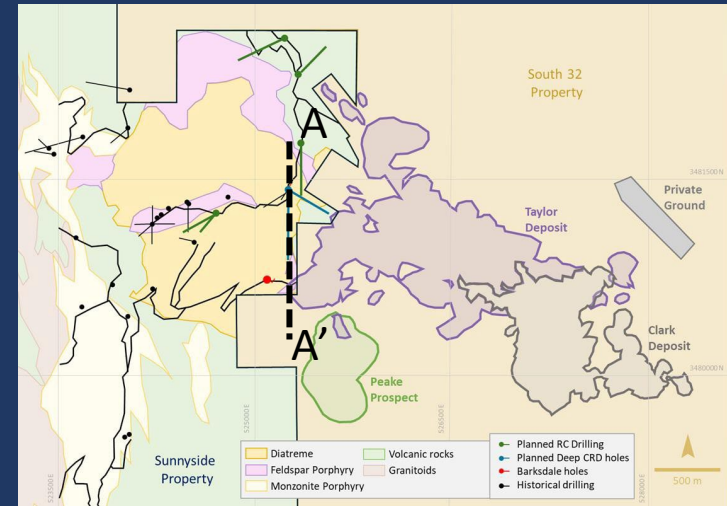 South 32
Property
A
3481500N
Private
Ground
Taylor
Deposit
Clark
Deposit
A'
3480000N
Peake
Prospect
523500E
525000E
526500E
528000E
Sunnyside
Property
Diatreme
Feldspar Porphyry
Monzonite Porphyry
Volcanic rocks
Granitoids
Planned RC Drilling
Planned Deep CRD holes
Barksdale holes
Historical drilling
500 m